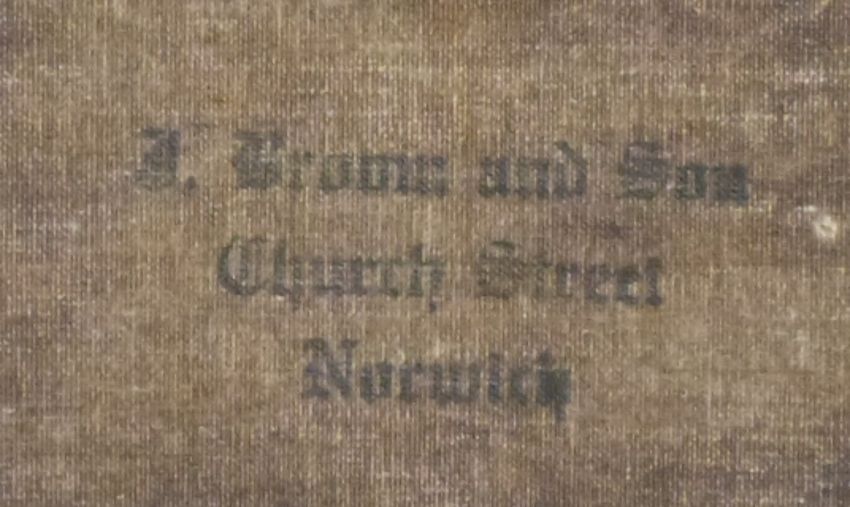 J. Brown and Son
Church Street
Norwich